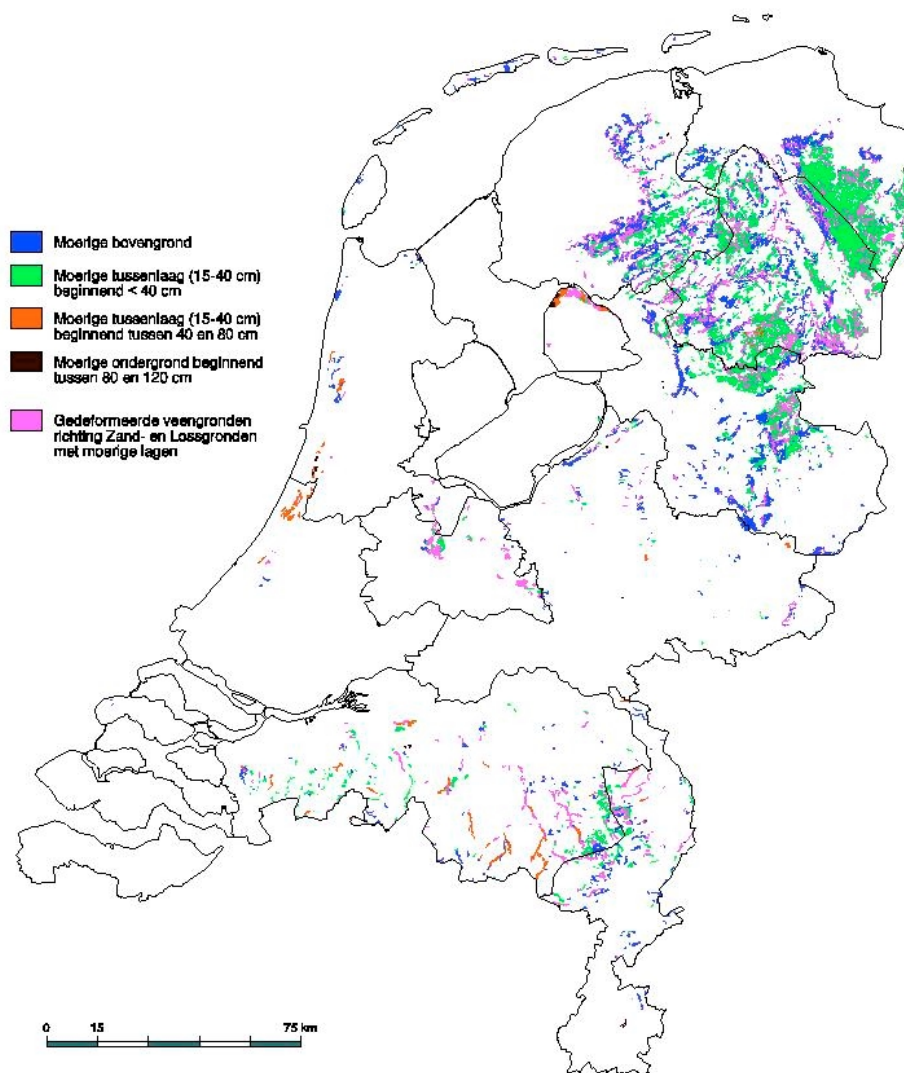 Moerige bovengrond
Moerige tussenlaag (15-40 cm)
beginnend < 40 cm
Moerige tussenlaag (15-40 cm)
beginnend tussen 40 en 80 cm
Moerige ondergrond beginnend
tussen 80 en 120 cm
Gedeformeerde veengronden
richting Zand- en Lossgronden
met moerige lagen
0 15 75 km